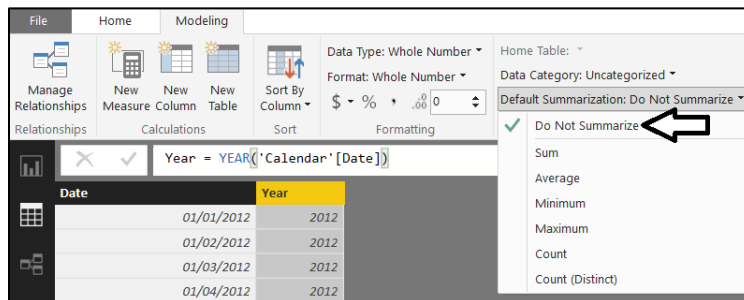 File Home Modeling
Manage Relationships
New Measure
New Column
New Table
Sort By Column
Data Type: Whole Number
Format: Whole Number
$ % , .00 0
Home Table:
Data Category: Uncategorized
Default Summarization: Do Not Summarize
Relationships Calculations Sort Formatting
Do Not Summarize
Sum
Average
Minimum
Maximum
Count
Count (Distinct)
Year = YEAR('Calendar'[Date])
Date Year
01/01/2012 2012
01/02/2012 2012
01/03/2012 2012
01/04/2012 2012